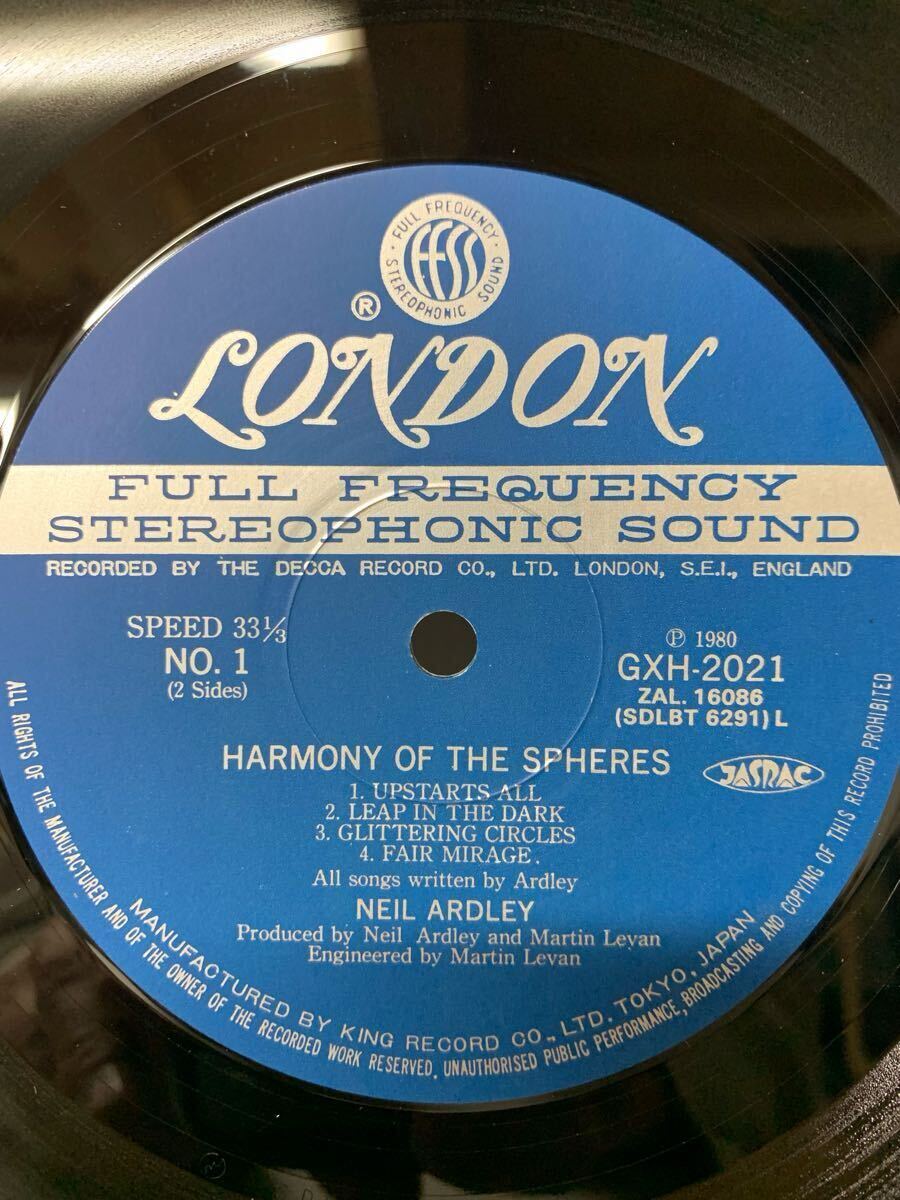 FULL FREQUENCY
ffss
STEREOPHONIC SOUND
®
LONDON
FULL FREQUENCY
STEREOPHONIC SOUND
RECORDED BY THE DECCA RECORD CO., LTD. LONDON, S.E.I., ENGLAND
SPEED 33⅓
NO. 1
(2 Sides)
℗ 1980
GXH-2021
ZAL. 16086
(SDLBT 6291) L
HARMONY OF THE SPHERES
JASRAC
1. UPSTARTS ALL
2. LEAP IN THE DARK
3. GLITTERING CIRCLES
4. FAIR MIRAGE.
All songs written by Ardley
NEIL ARDLEY
Produced by Neil Ardley and Martin Levan
Engineered by Martin Levan
MANUFACTURED BY KING RECORD CO., LTD. TOKYO, JAPAN
ALL RIGHTS OF THE MANUFACTURER AND OF THE OWNER OF THE RECORDED WORK RESERVED. UNAUTHORISED PUBLIC PERFORMANCE, BROADCASTING AND COPYING OF THIS RECORD PROHIBITED